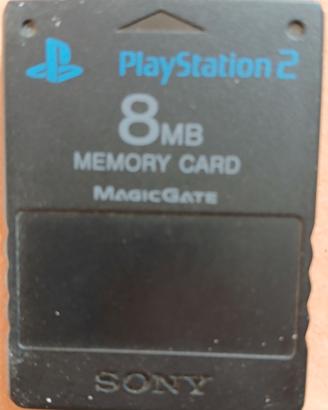 PlayStation 2
8MB
MEMORY CARD
MAGICGATE
SONY